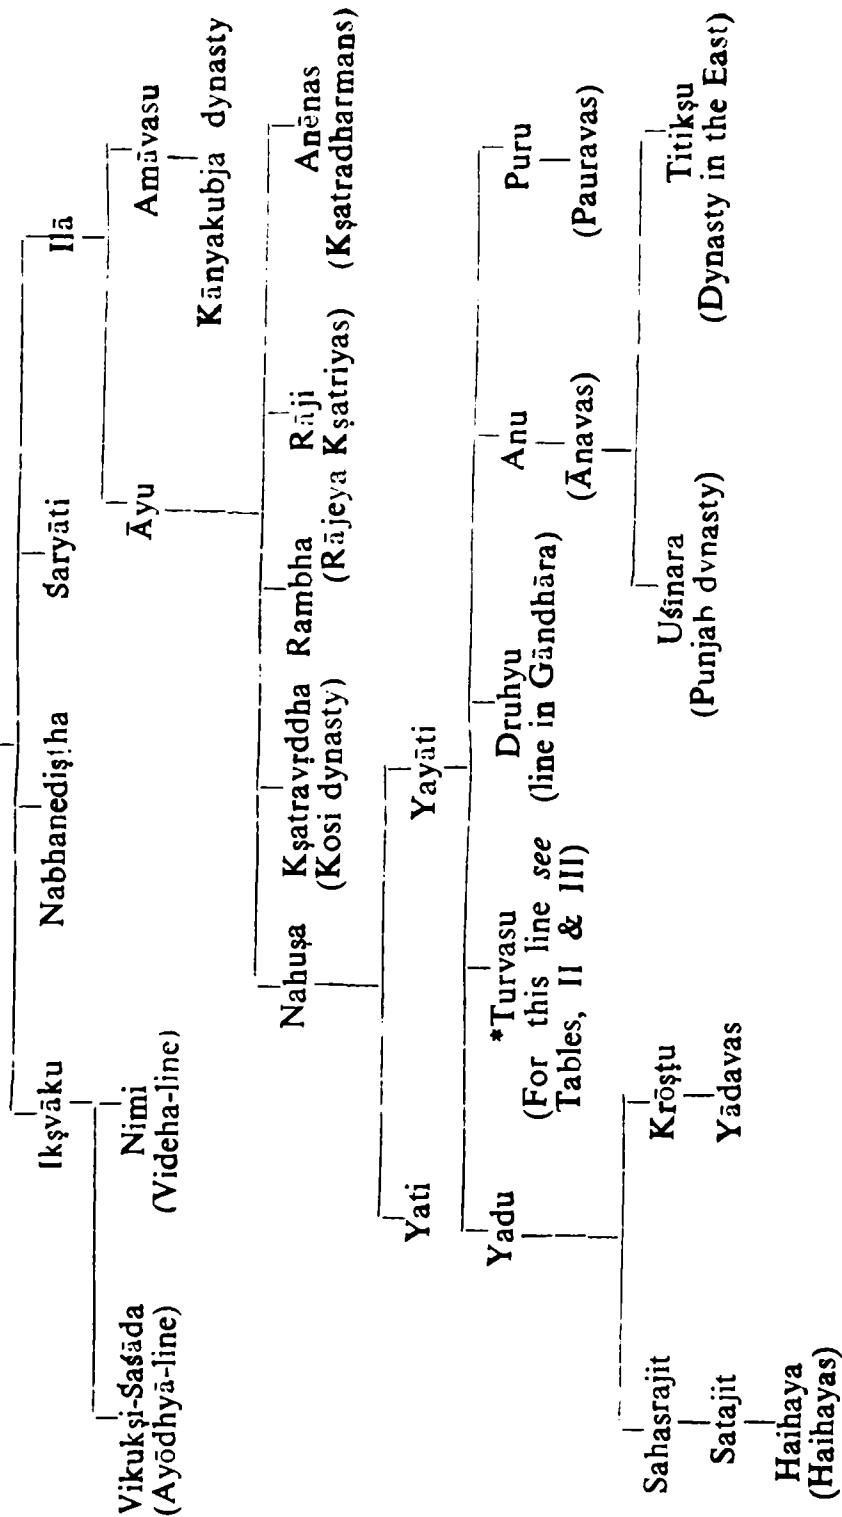 Ikṣvāku
Nabhanediṣṭha
Śaryāti
Ilā
Vikukṣi-Śaśāda
(Ayōdhyā-line)
Nimi
(Videha-line)
Āyu
Amāvasu
Kānyakubja dynasty
Nahuṣa
Kṣatravṛddha
(Kosi dynasty)
Rambha
Rāji
(Rājeya Kṣatriyas)
Anēnas
(Kṣatradharmans)
Yati
Yayāti
Yadu
*Turvasu
(For this line see
Tables, II & III)
Druhyu
(line in Gāndhāra)
Anu
(Ānavas)
Puru
(Pauravas)
Sahasrajit
Satajit
Haihaya
(Haihayas)
Krōṣṭu
Yādavas
Uśīnara
(Punjab dynasty)
Titikṣu
(Dynasty in the East)